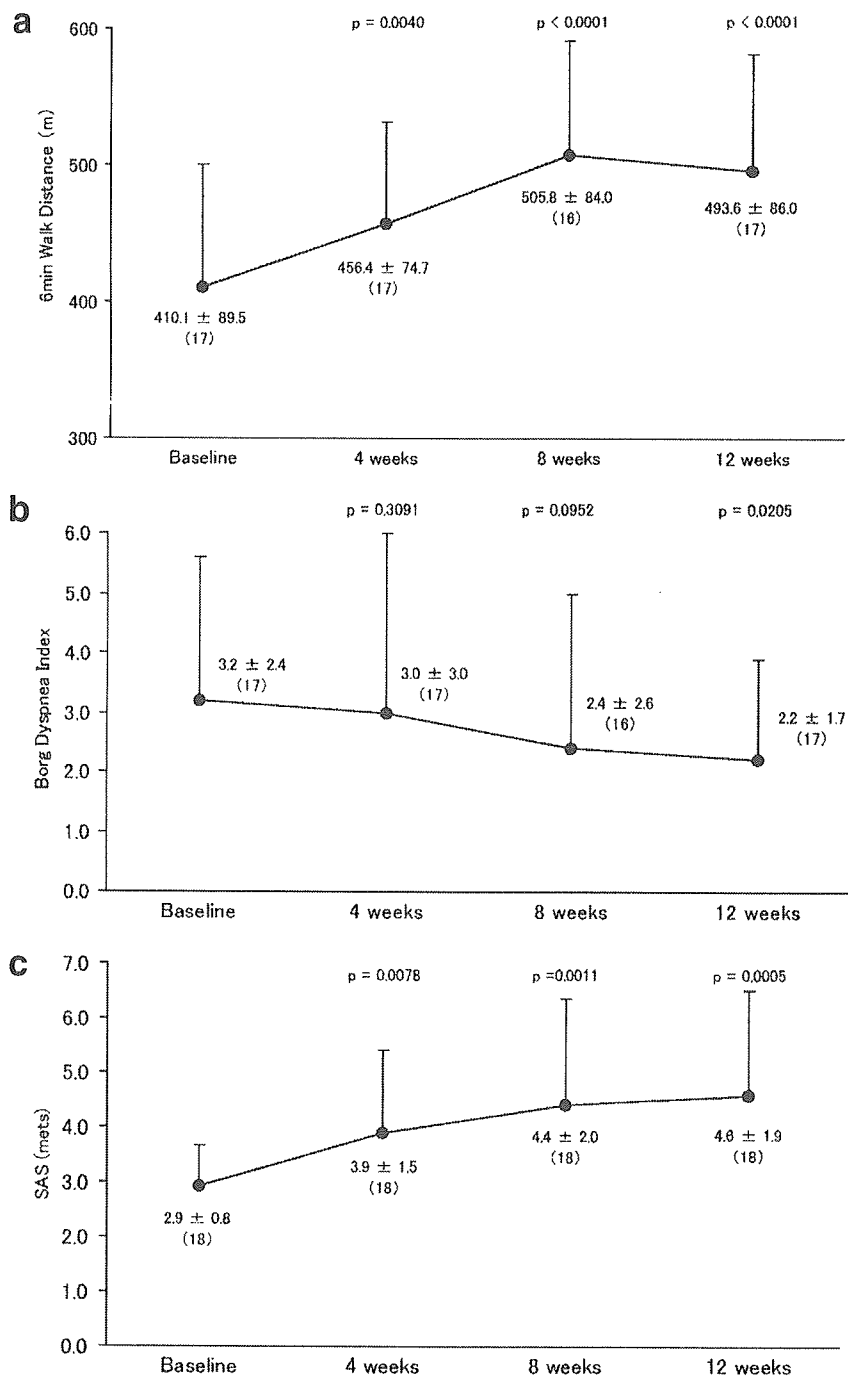 a
p = 0.0040 p < 0.0001 p < 0.0001
600
500
400
300
6min Walk Distance (m)
410.1 ± 89.5
(17)
456.4 ± 74.7
(17)
505.8 ± 84.0
(16)
493.6 ± 86.0
(17)
Baseline 4 weeks 8 weeks 12 weeks
b
p = 0.3091 p = 0.0952 p = 0.0205
6.0
5.0
4.0
3.0
2.0
1.0
0.0
Borg Dyspnea Index
3.2 ± 2.4
(17)
3.0 ± 3.0
(17)
2.4 ± 2.6
(16)
2.2 ± 1.7
(17)
Baseline 4 weeks 8 weeks 12 weeks
c
p = 0.0078 p =0.0011 p = 0.0005
7.0
6.0
5.0
4.0
3.0
2.0
1.0
0.0
SAS (mets)
2.9 ± 0.8
(18)
3.9 ± 1.5
(18)
4.4 ± 2.0
(18)
4.6 ± 1.9
(18)
Baseline 4 weeks 8 weeks 12 weeks